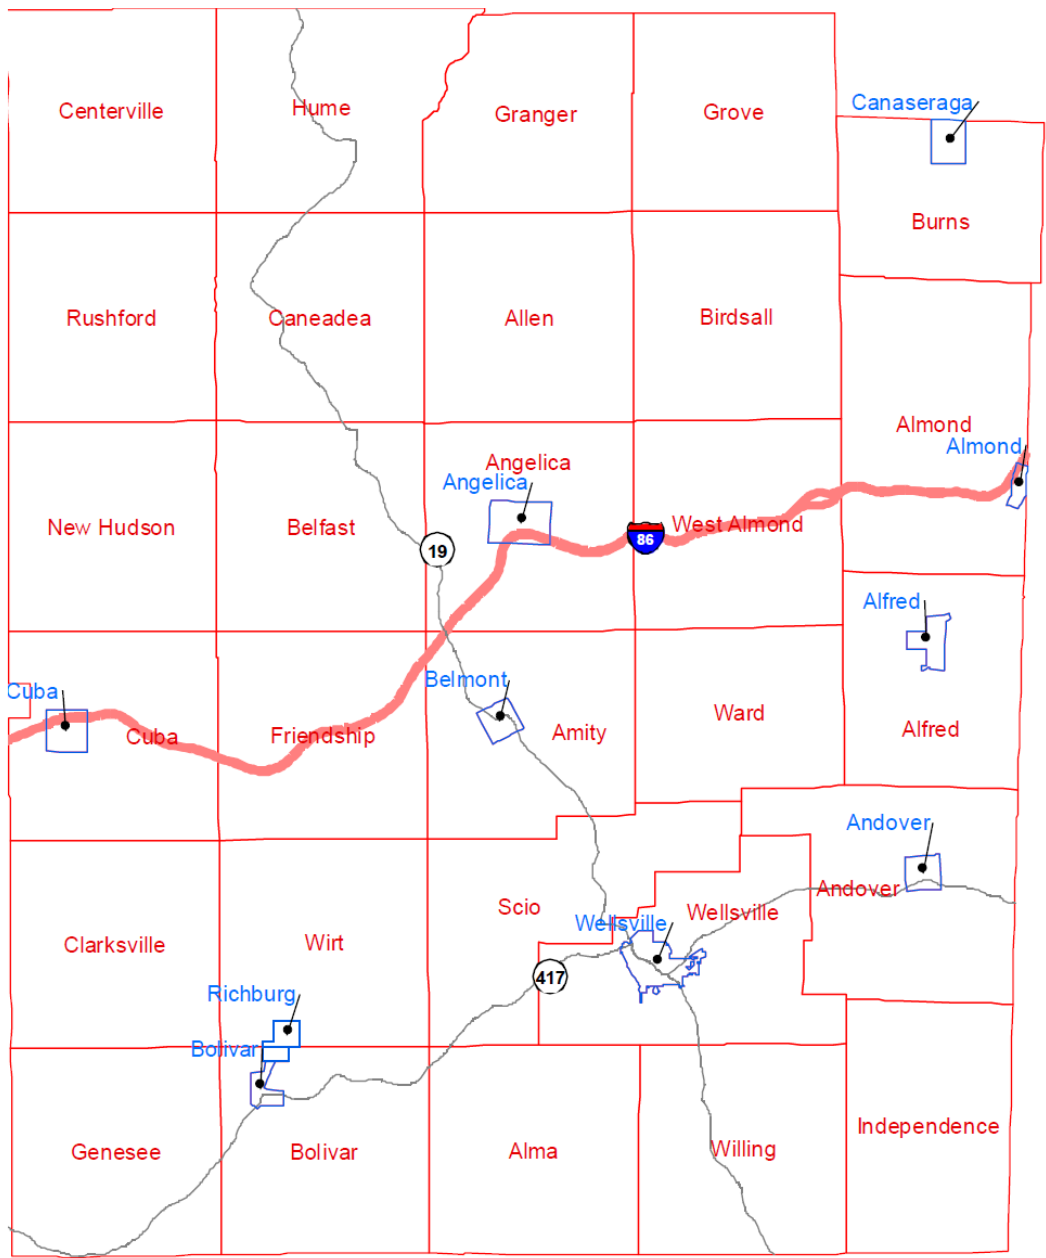 Canaseraga
Centerville
Hume
Granger
Grove
Burns
Rushford
Caneadea
Allen
Birdsall
Almond
Almond
Angelica
Angelica
New Hudson
Belfast
West Almond
19
86
Alfred
Belmont
Cuba
Cuba
Friendship
Amity
Ward
Alfred
Andover
Andover
Scio
Wellsville
Wellsville
Clarksville
Wirt
417
Richburg
Bolivar
Independence
Genesee
Bolivar
Alma
Willing